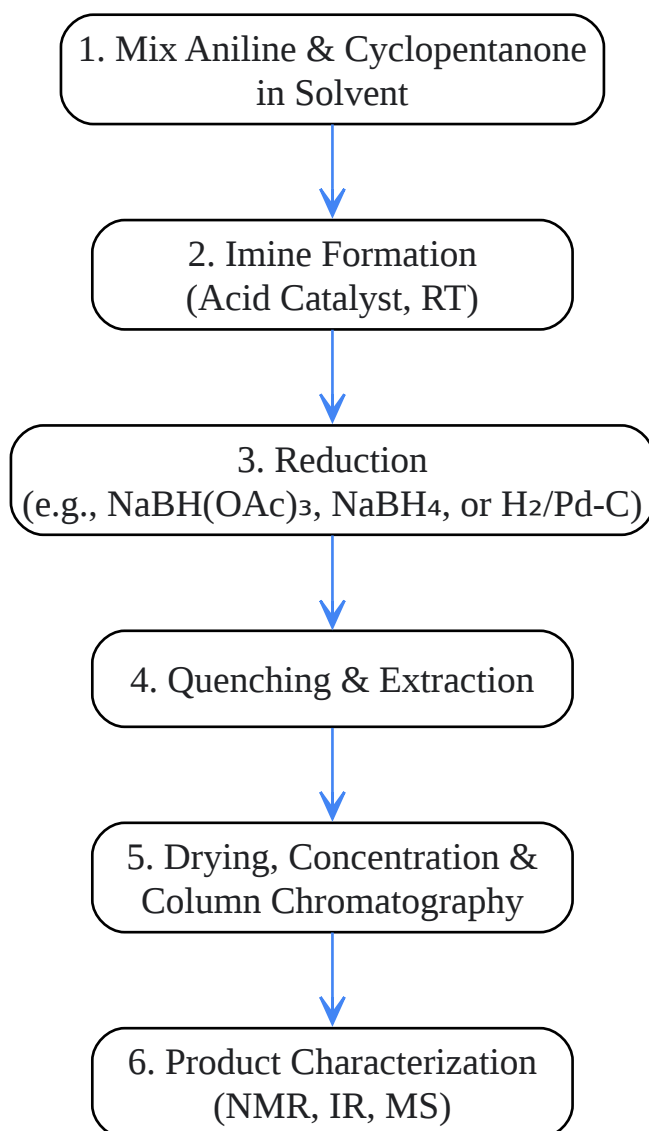 1. Mix Aniline & Cyclopentanone
in Solvent
2. Imine Formation
(Acid Catalyst, RT)
3. Reduction
(e.g., NaBH(OAc)₃, NaBH₄, or H₂/Pd-C)
4. Quenching & Extraction
5. Drying, Concentration &
Column Chromatography
6. Product Characterization
(NMR, IR, MS)